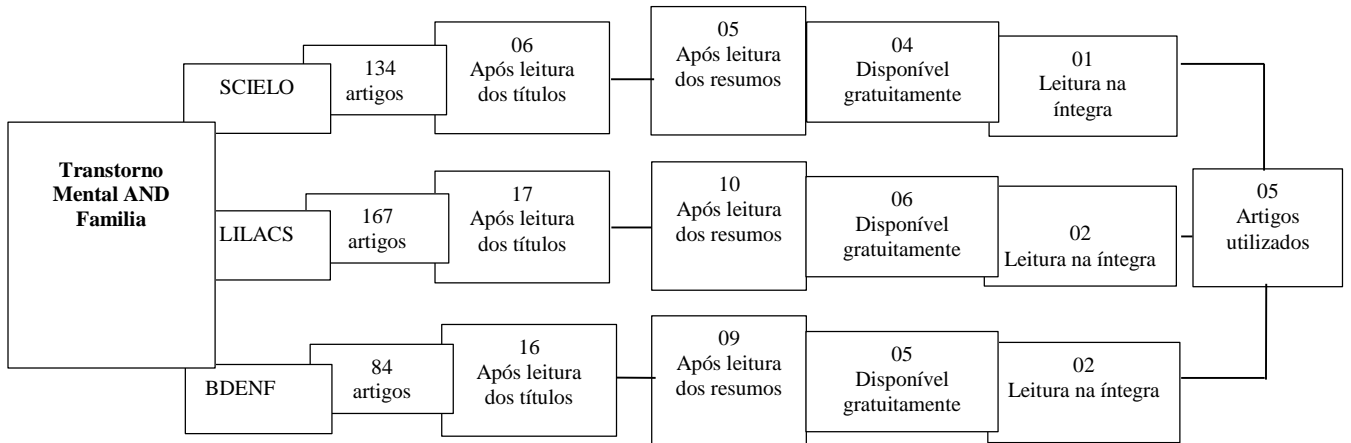 Transtorno
Mental AND
Familia
SCIELO
134
artigos
06
Após leitura
dos títulos
05
Após leitura
dos resumos
04
Disponível
gratuitamente
01
Leitura na
íntegra
LILACS
167
artigos
17
Após leitura
dos títulos
10
Após leitura
dos resumos
06
Disponível
gratuitamente
02
Leitura na íntegra
BDENF
84
artigos
16
Após leitura
dos títulos
09
Após leitura
dos resumos
05
Disponível
gratuitamente
02
Leitura na íntegra
05
Artigos
utilizados